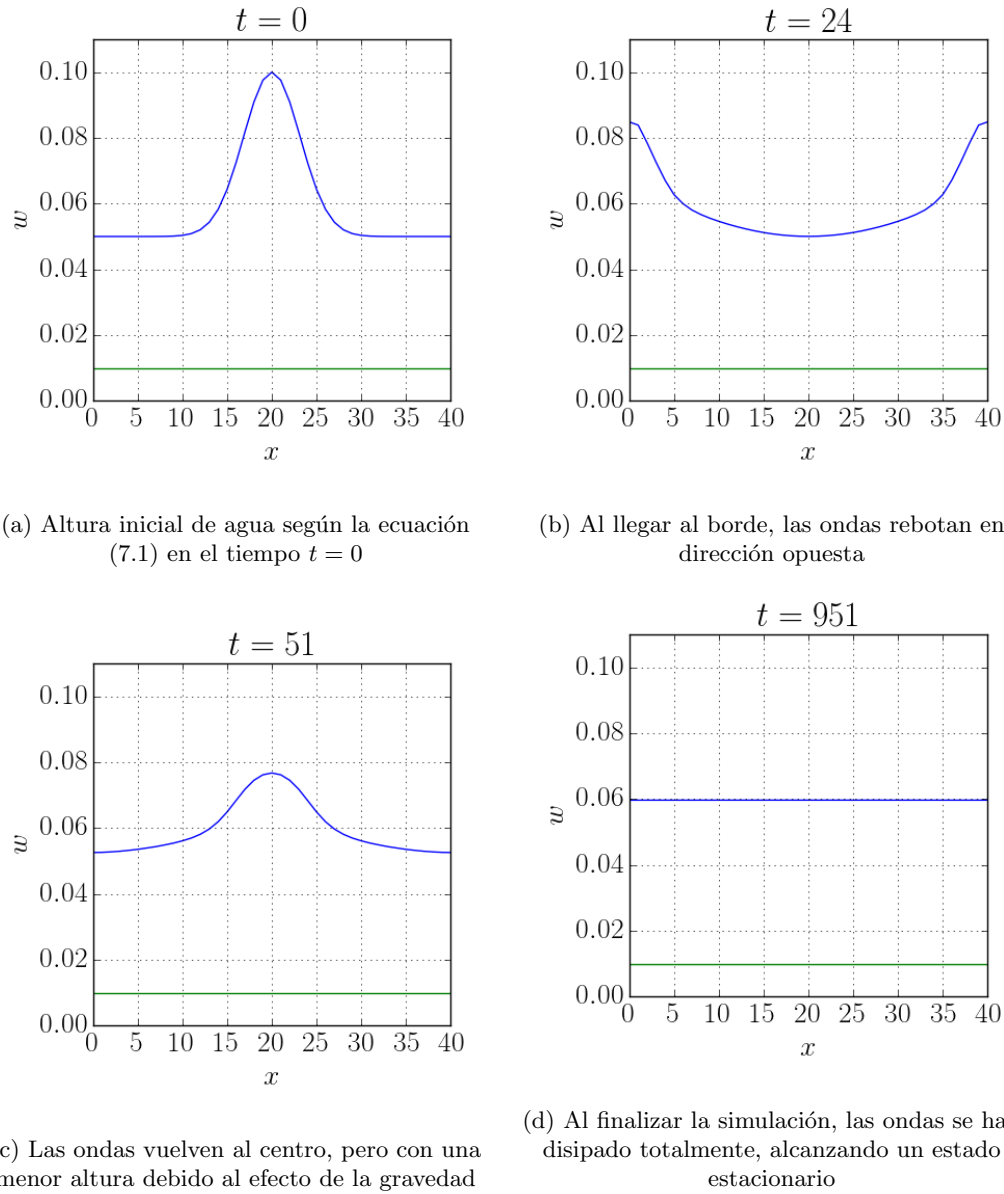 t = 0
0.10
0.08
0.06
0.04
0.02
0.00
w
0 5 10 15 20 25 30 35 40
x
(a) Altura inicial de agua según la ecuación
(7.1) en el tiempo t = 0
t = 24
0.10
0.08
0.06
0.04
0.02
0.00
w
0 5 10 15 20 25 30 35 40
x
(b) Al llegar al borde, las ondas rebotan en
dirección opuesta
t = 51
0.10
0.08
0.06
0.04
0.02
0.00
w
0 5 10 15 20 25 30 35 40
x
c) Las ondas vuelven al centro, pero con una
menor altura debido al efecto de la gravedad
t = 951
0.10
0.08
0.06
0.04
0.02
0.00
w
0 5 10 15 20 25 30 35 40
x
(d) Al finalizar la simulación, las ondas se ha
disipado totalmente, alcanzando un estado
estacionario